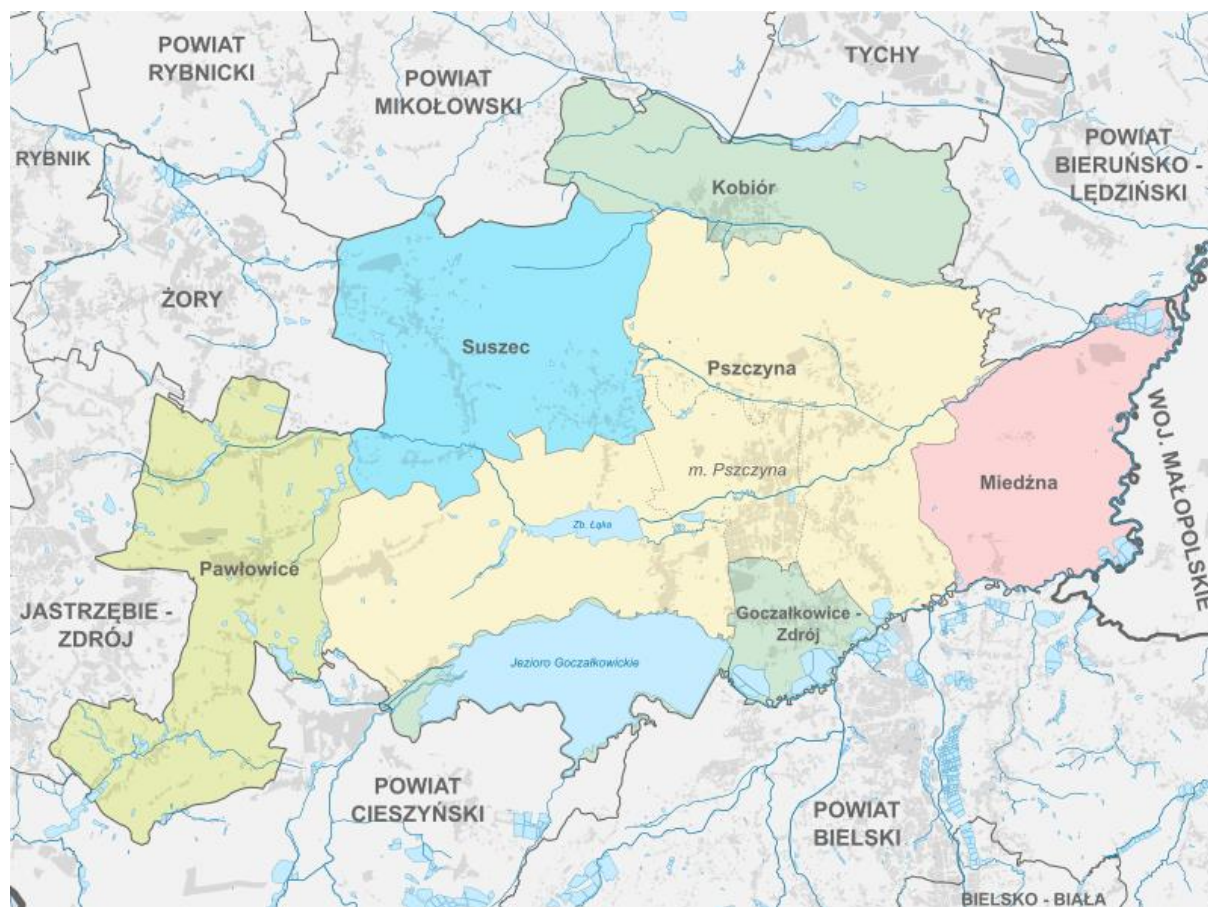 POWIAT
RYBNICKI
POWIAT
MIKOŁOWSKI
TYCHY
POWIAT
BIERUŃSKO -
LĘDZIŃSKI
RYBNIK
Kobiór
ŻORY
Suszec
Pszczyna
m. Pszczyna
Miedźna
WOJ. MAŁOPOLSKIE
Zb. Łąka
Pawłowice
JASTRZĘBIE -
ZDRÓJ
Goczałkowice -
Zdrój
Jezioro Goczałkowickie
POWIAT
CIESZYŃSKI
POWIAT
BIELSKI
BIELSKO - BIAŁA